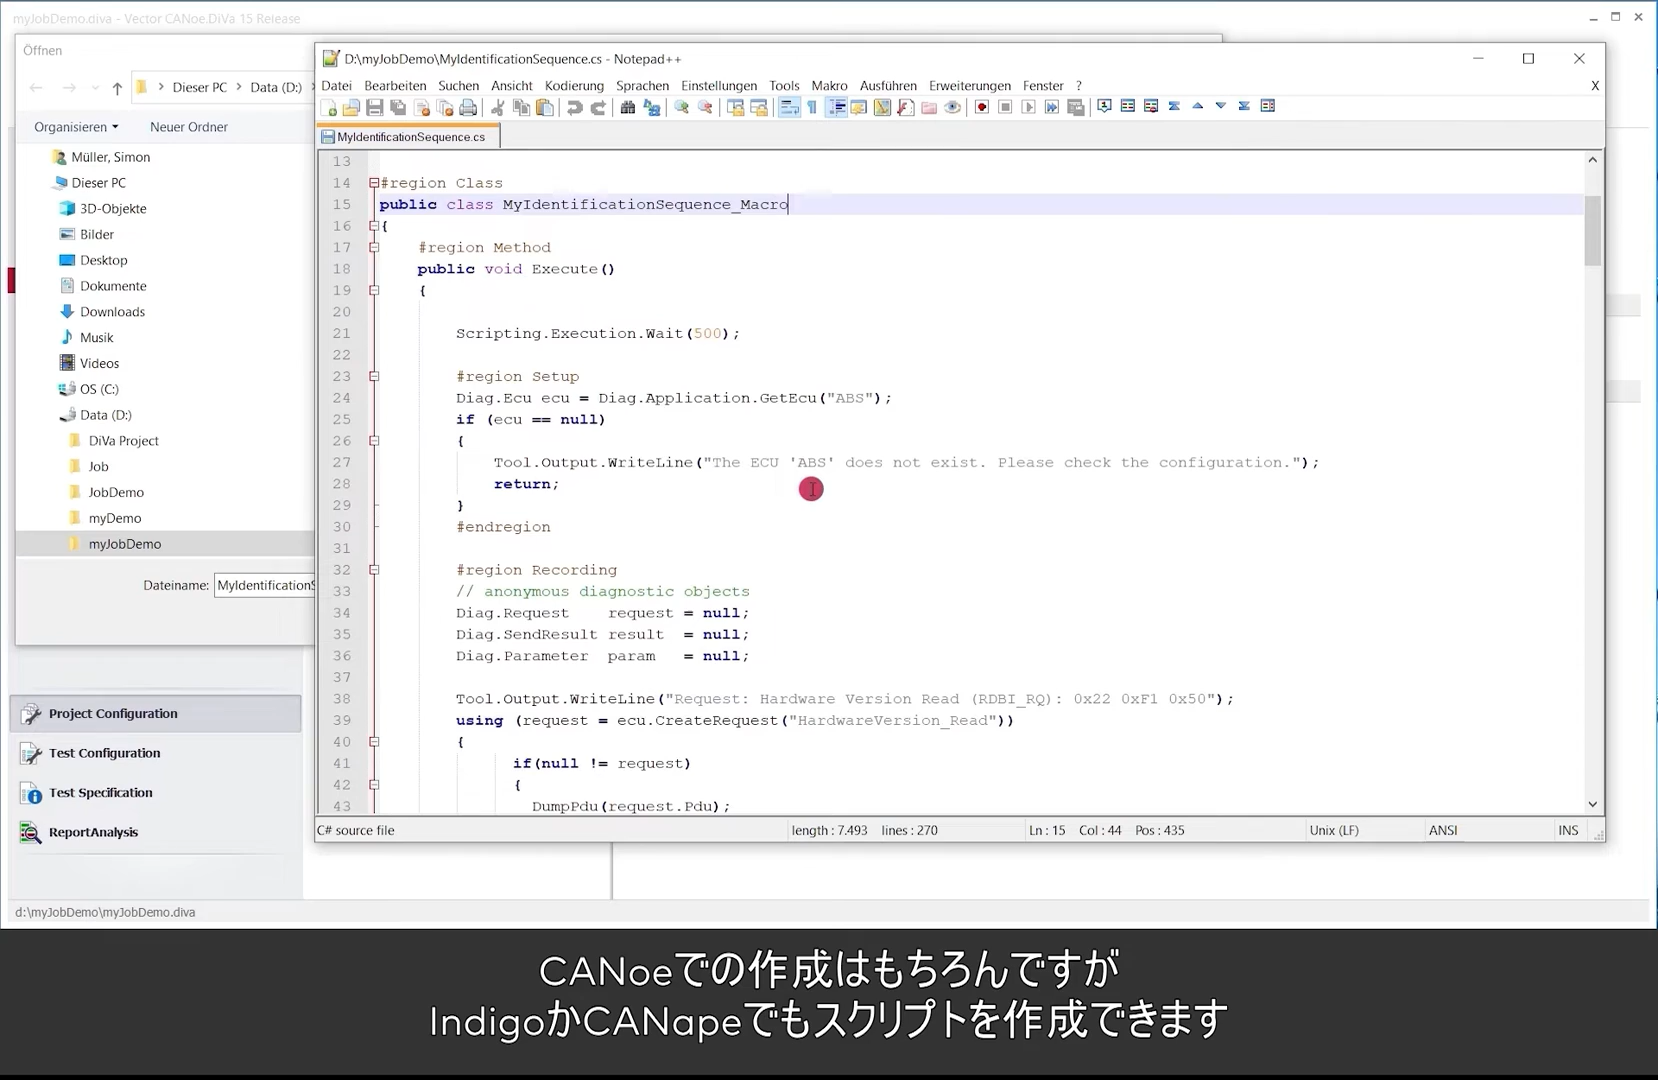 myJobDemo.diva - Vector CANoe.DiVa 15 Release
Öffnen
Dieser PC
Data (D:)
Organisieren
Neuer Ordner
Müller, Simon
Dieser PC
3D-Objekte
Bilder
Desktop
Dokumente
Downloads
Musik
Videos
OS (C:)
Data (D:)
DiVa Project
Job
JobDemo
myDemo
myJobDemo
Dateiname: MyIdentificationS
Project Configuration
Test Configuration
Test Specification
ReportAnalysis
d:\myJobDemo\myJobDemo.diva
D:\myJobDemo\MyIdentificationSequence.cs - Notepad++
Datei Bearbeiten Suchen Ansicht Kodierung Sprachen Einstellungen Tools Makro Ausführen Erweiterungen Fenster ? X
MyIdentificationSequence.cs
13
14 #region Class
15 public class MyIdentificationSequence_Macro
16 {
17 #region Method
18 public void Execute()
19 {
20
21 Scripting.Execution.Wait(500);
22
23 #region Setup
24 Diag.Ecu ecu = Diag.Application.GetEcu("ABS");
25 if (ecu == null)
26 {
27 Tool.Output.WriteLine("The ECU 'ABS' does not exist. Please check the configuration.");
28 return;
29 }
30 #endregion
31
32 #region Recording
33 // anonymous diagnostic objects
34 Diag.Request request = null;
35 Diag.SendResult result = null;
36 Diag.Parameter param = null;
37
38 Tool.Output.WriteLine("Request: Hardware Version Read (RDBI_RQ): 0x22 0xF1 0x50");
39 using (request = ecu.CreateRequest("HardwareVersion_Read"))
40 {
41 if(null != request)
42 {
43 DumpPdu(request.Pdu);
C# source file length : 7.493 lines : 270 Ln : 15 Col : 44 Pos : 435 Unix (LF) ANSI INS
CANoeでの作成はもちろんですが
IndigoかCANapeでもスクリプトを作成できます